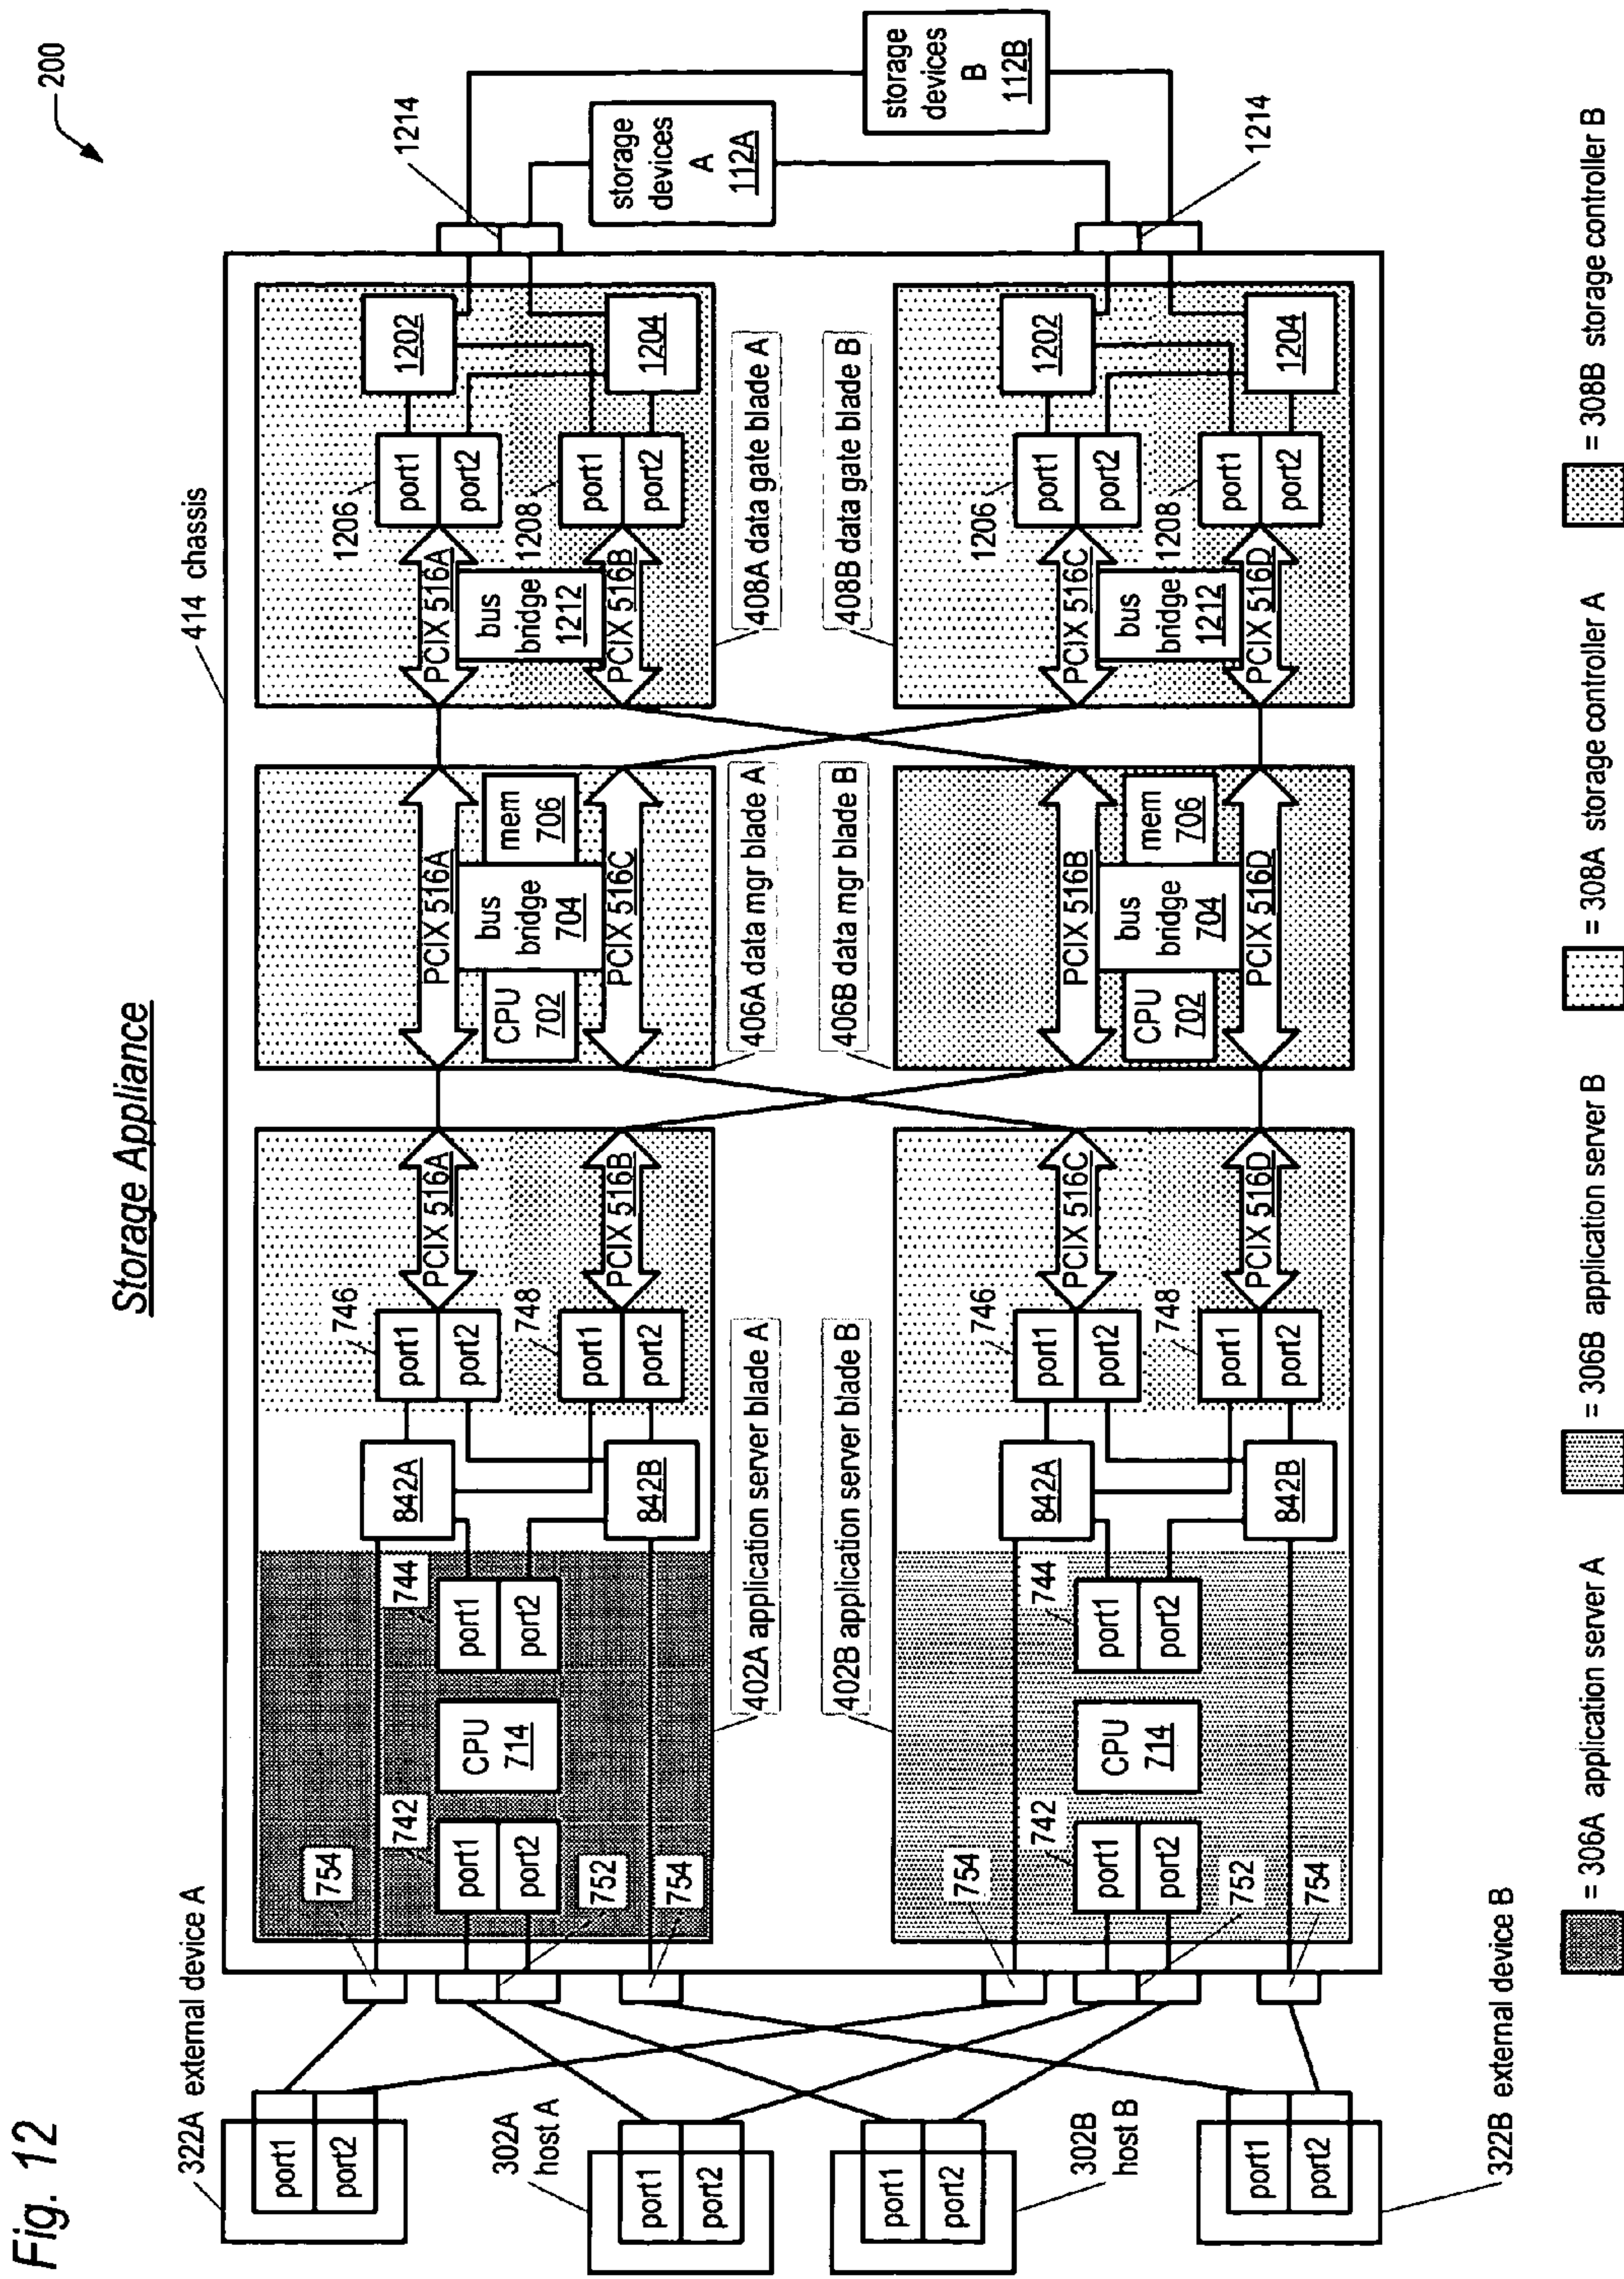 Fig. 12
Storage Appliance
200
414 chassis
322A external device A
port1
port2
302A
host A
port1
port2
302B
host B
port1
port2
322B external device B
port1
port2
754
742
port1
port2
752
754
CPU
714
744
port1
port2
842A
842B
746
port1
port2
748
port1
port2
PCIX 516A
PCIX 516B
402A application server blade A
PCIX 516A
CPU
702
bus
bridge
704
mem
706
PCIX 516C
406A data mgr blade A
PCIX 516A
bus
bridge
1212
PCIX 516B
1206
port1
port2
1208
port1
port2
1202
1204
408A data gate blade A
1214
storage
devices
A
112A
storage
devices
B
112B
402B application server blade B
754
742
port1
port2
752
754
CPU
714
744
port1
port2
842A
842B
746
port1
port2
748
port1
port2
PCIX 516C
PCIX 516D
406B data mgr blade B
PCIX 516B
CPU
702
bus
bridge
704
mem
706
PCIX 516D
408B data gate blade B
PCIX 516C
bus
bridge
1212
PCIX 516D
1206
port1
port2
1208
port1
port2
1202
1204
1214
= 306A application server A
= 306B application server B
= 308A storage controller A
= 308B storage controller B